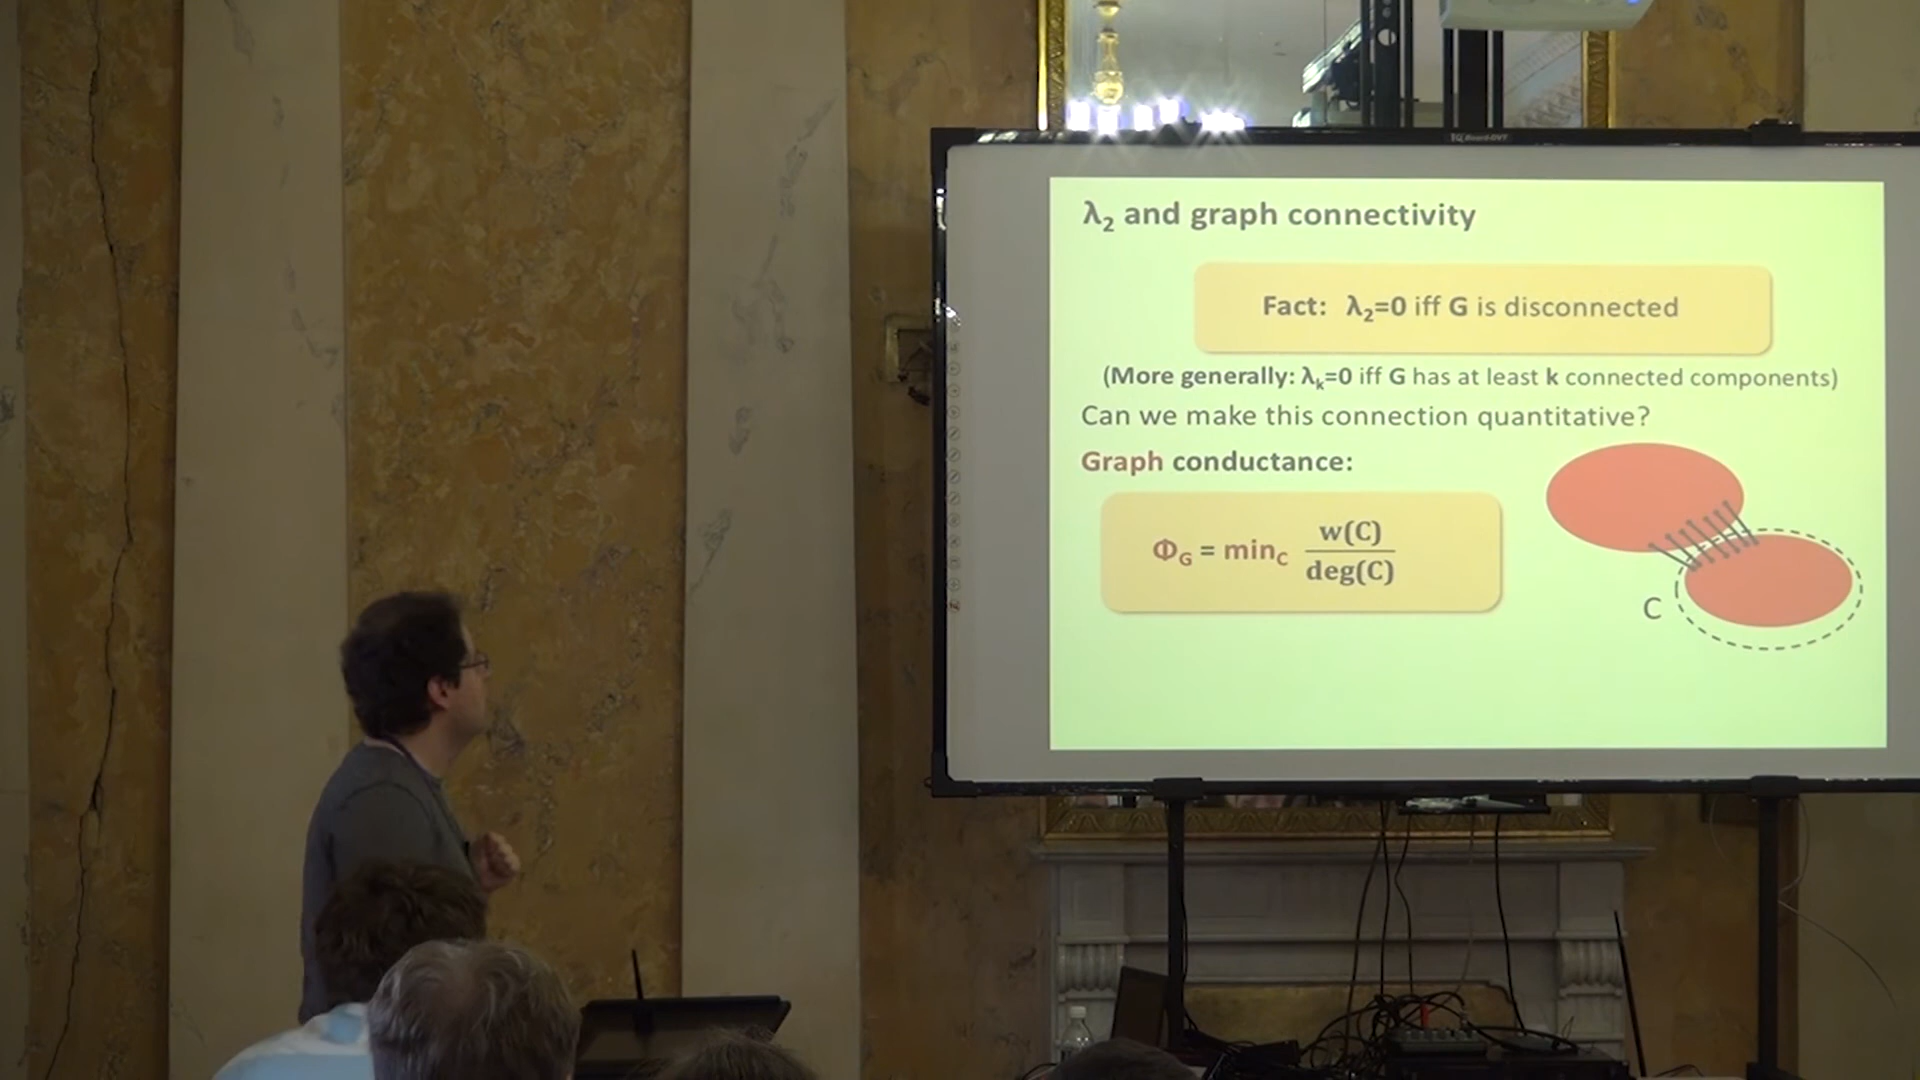 λ₂ and graph connectivity
Fact: λ₂=0 iff G is disconnected
(More generally: λₖ=0 iff G has at least k connected components)
Can we make this connection quantitative?
Graph conductance:
Φ_G = min_C w(C)/deg(C)
C